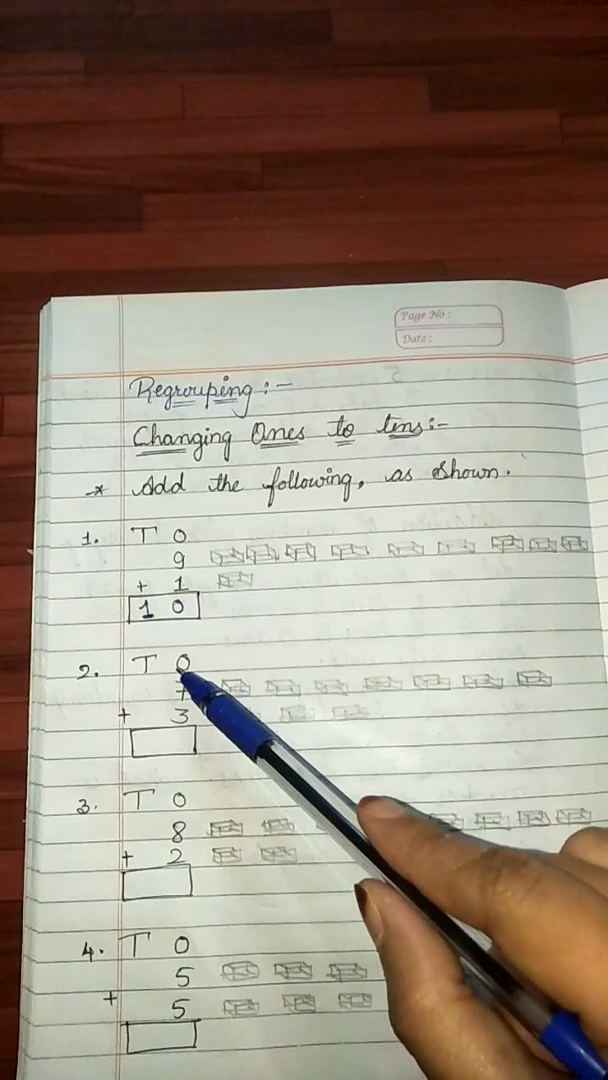 Page No :
Date :
Regrouping :-
Changing Ones to tens :-
* Add the following, as shown.
1. T O
9
+ 1
1 0
2. T O
7
+ 3
3. T O
8
+ 2
4. T O
5
+ 5